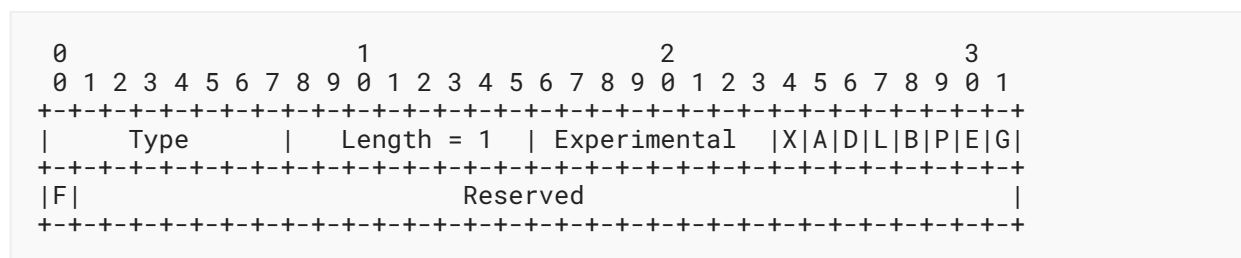 0                   1                   2                   3
 0 1 2 3 4 5 6 7 8 9 0 1 2 3 4 5 6 7 8 9 0 1 2 3 4 5 6 7 8 9 0 1
+-+-+-+-+-+-+-+-+-+-+-+-+-+-+-+-+-+-+-+-+-+-+-+-+-+-+-+-+-+-+-+-+
|     Type      |   Length = 1  | Experimental  |X|A|D|L|B|P|E|G|
+-+-+-+-+-+-+-+-+-+-+-+-+-+-+-+-+-+-+-+-+-+-+-+-+-+-+-+-+-+-+-+-+
|F|                         Reserved                            |
+-+-+-+-+-+-+-+-+-+-+-+-+-+-+-+-+-+-+-+-+-+-+-+-+-+-+-+-+-+-+-+-+